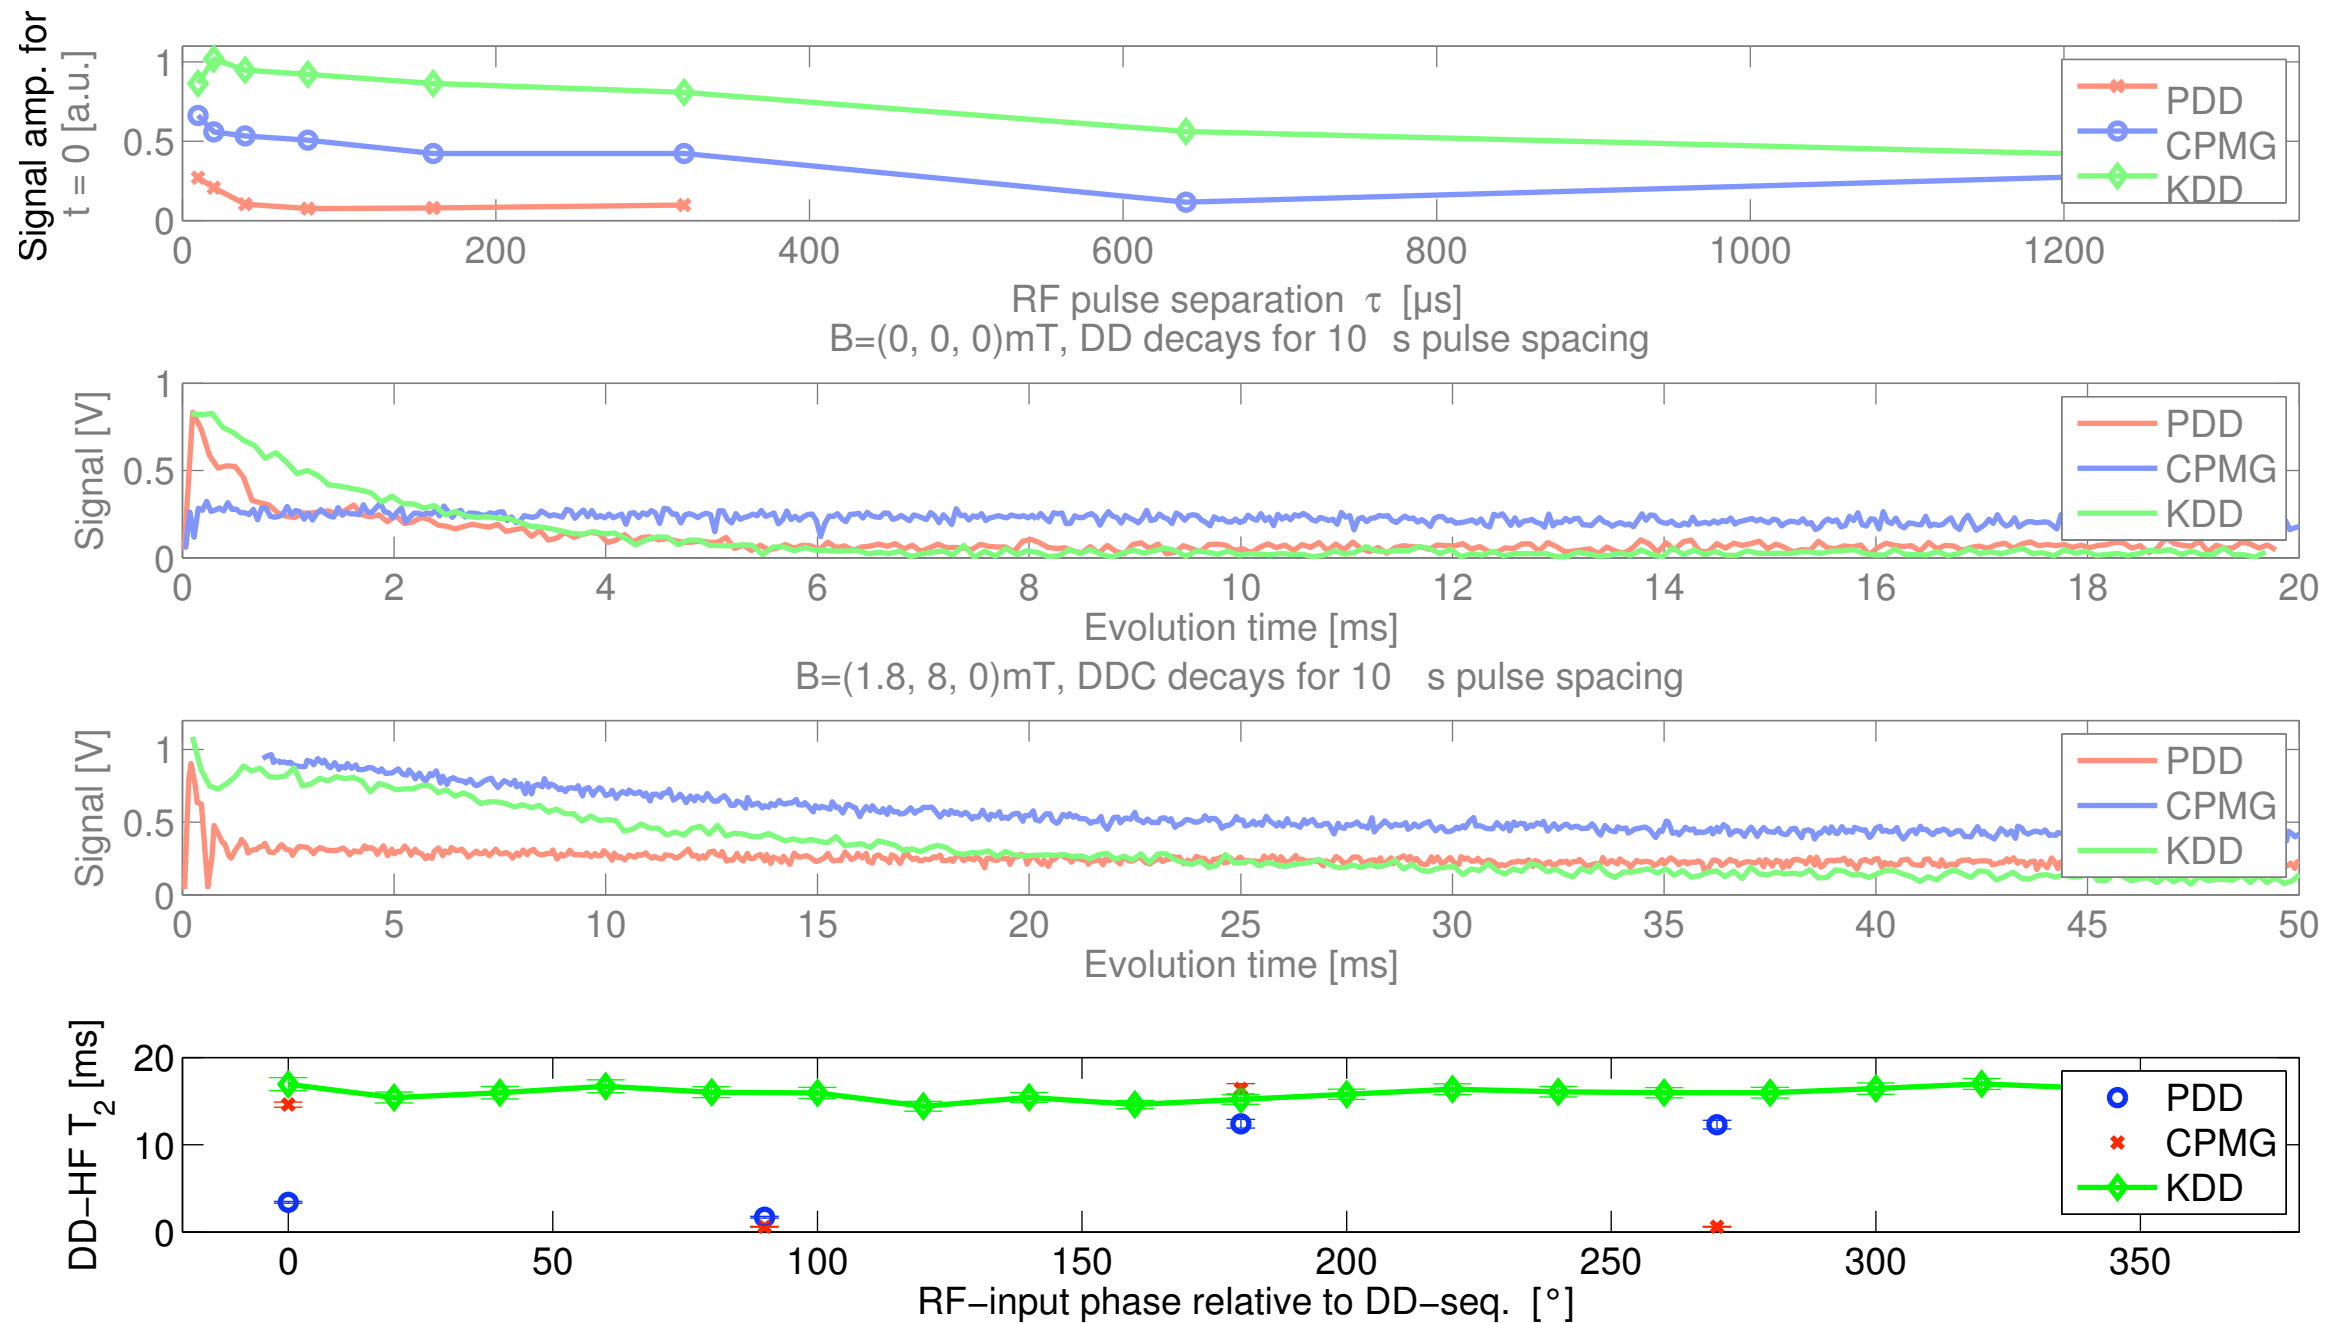 Signal amp. for
t = 0 [a.u.]
1
0.5
0
0 200 400 600 800 1000 1200
PDD
CPMG
KDD
RF pulse separation τ [µs]
B=(0, 0, 0)mT, DD decays for 10 s pulse spacing
Signal [V]
1
0.5
0
0 2 4 6 8 10 12 14 16 18 20
PDD
CPMG
KDD
Evolution time [ms]
B=(1.8, 8, 0)mT, DDC decays for 10 s pulse spacing
Signal [V]
1
0.5
0
0 5 10 15 20 25 30 35 40 45 50
PDD
CPMG
KDD
Evolution time [ms]
DD−HF T2 [ms]
20
10
0
0 50 100 150 200 250 300 350
PDD
CPMG
KDD
RF−input phase relative to DD−seq. [°]